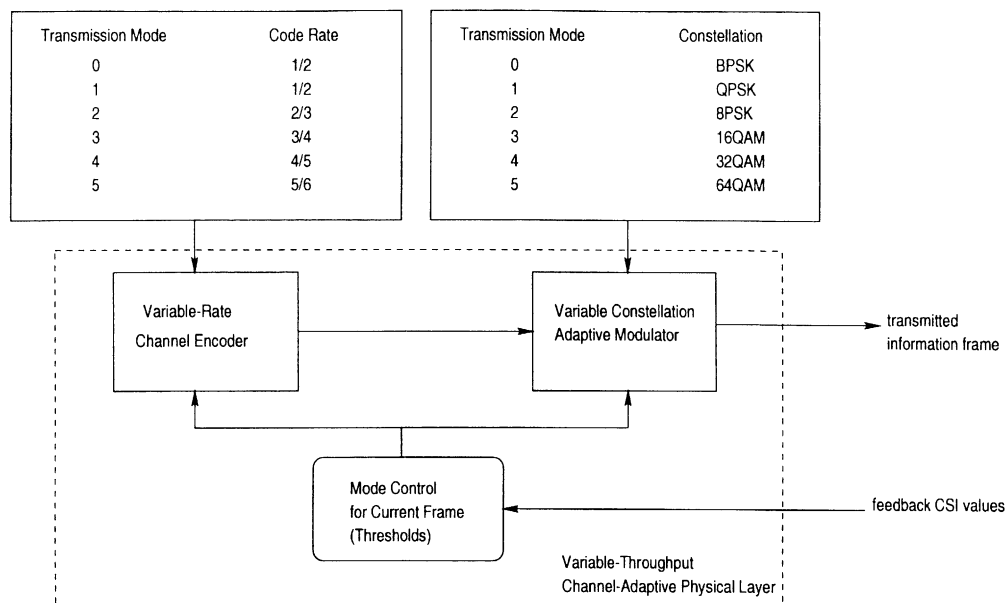 Transmission Mode Code Rate
0 1/2
1 1/2
2 2/3
3 3/4
4 4/5
5 5/6
Transmission Mode Constellation
0 BPSK
1 QPSK
2 8PSK
3 16QAM
4 32QAM
5 64QAM
Variable-Rate
Channel Encoder
Variable Constellation
Adaptive Modulator
transmitted
information frame
Mode Control
for Current Frame
(Thresholds)
feedback CSI values
Variable-Throughput
Channel-Adaptive Physical Layer